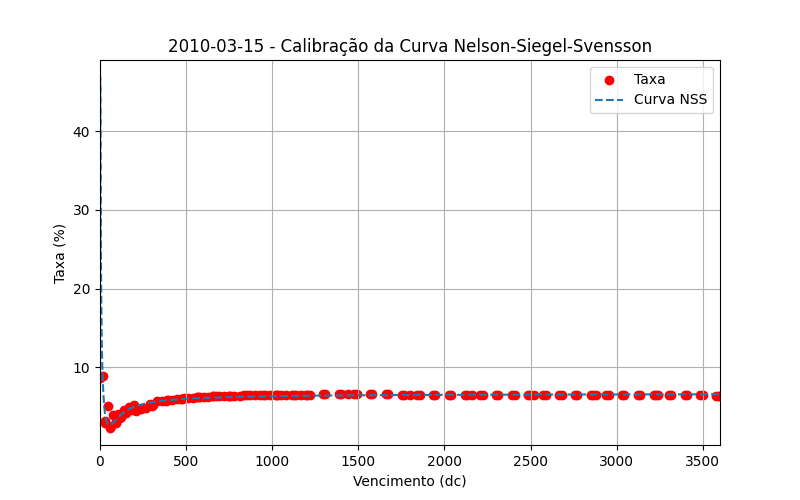 2010-03-15 - Calibração da Curva Nelson-Siegel-Svensson
Taxa
Curva NSS
Taxa (%)
40
30
20
10
0 500 1000 1500 2000 2500 3000 3500
Vencimento (dc)